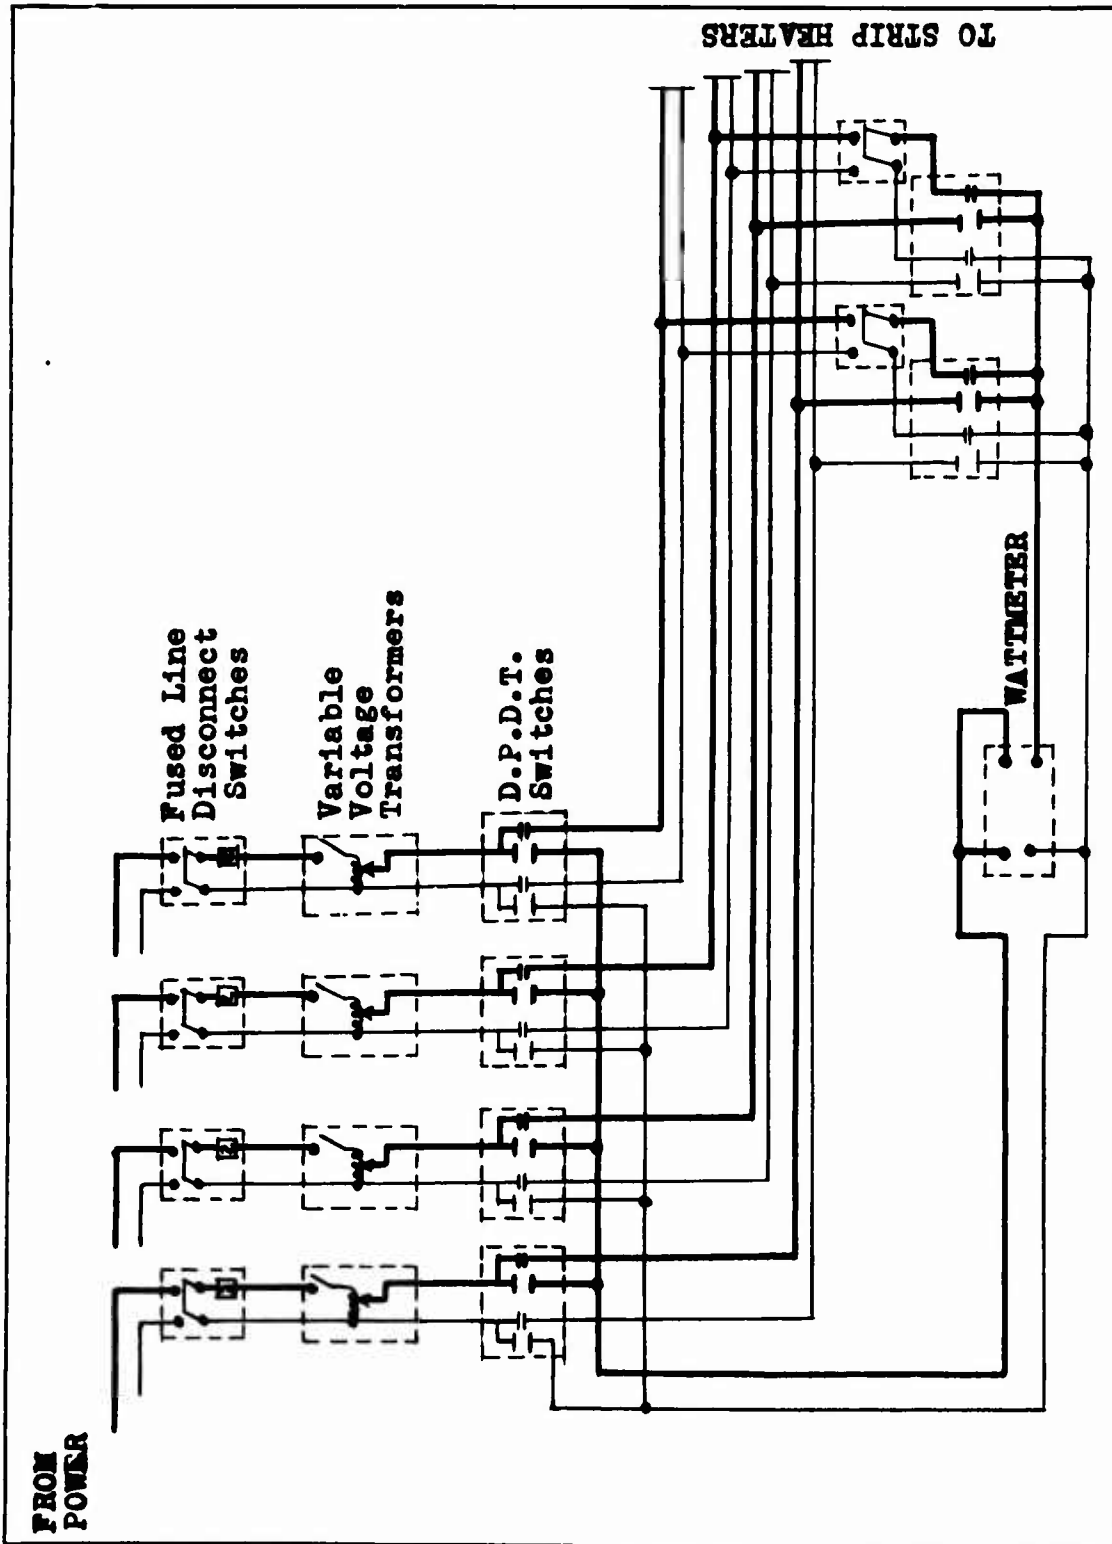 FROM
POWER
Fused Line
Disconnect
Switches
Variable
Voltage
Transformers
D.P.D.T.
Switches
WATTMETER
TO STRIP HEATERS